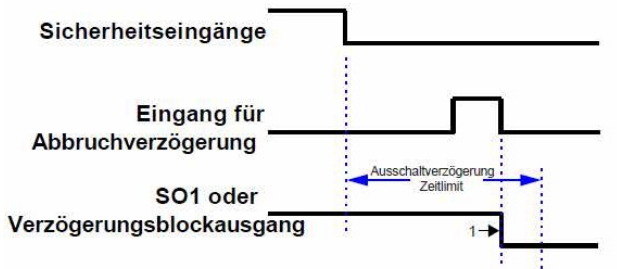 Sicherheitseingänge
Eingang für
Abbruchverzögerung
Ausschaltverzögerung
Zeitlimit
SO1 oder
Verzögerungsblockausgang
1